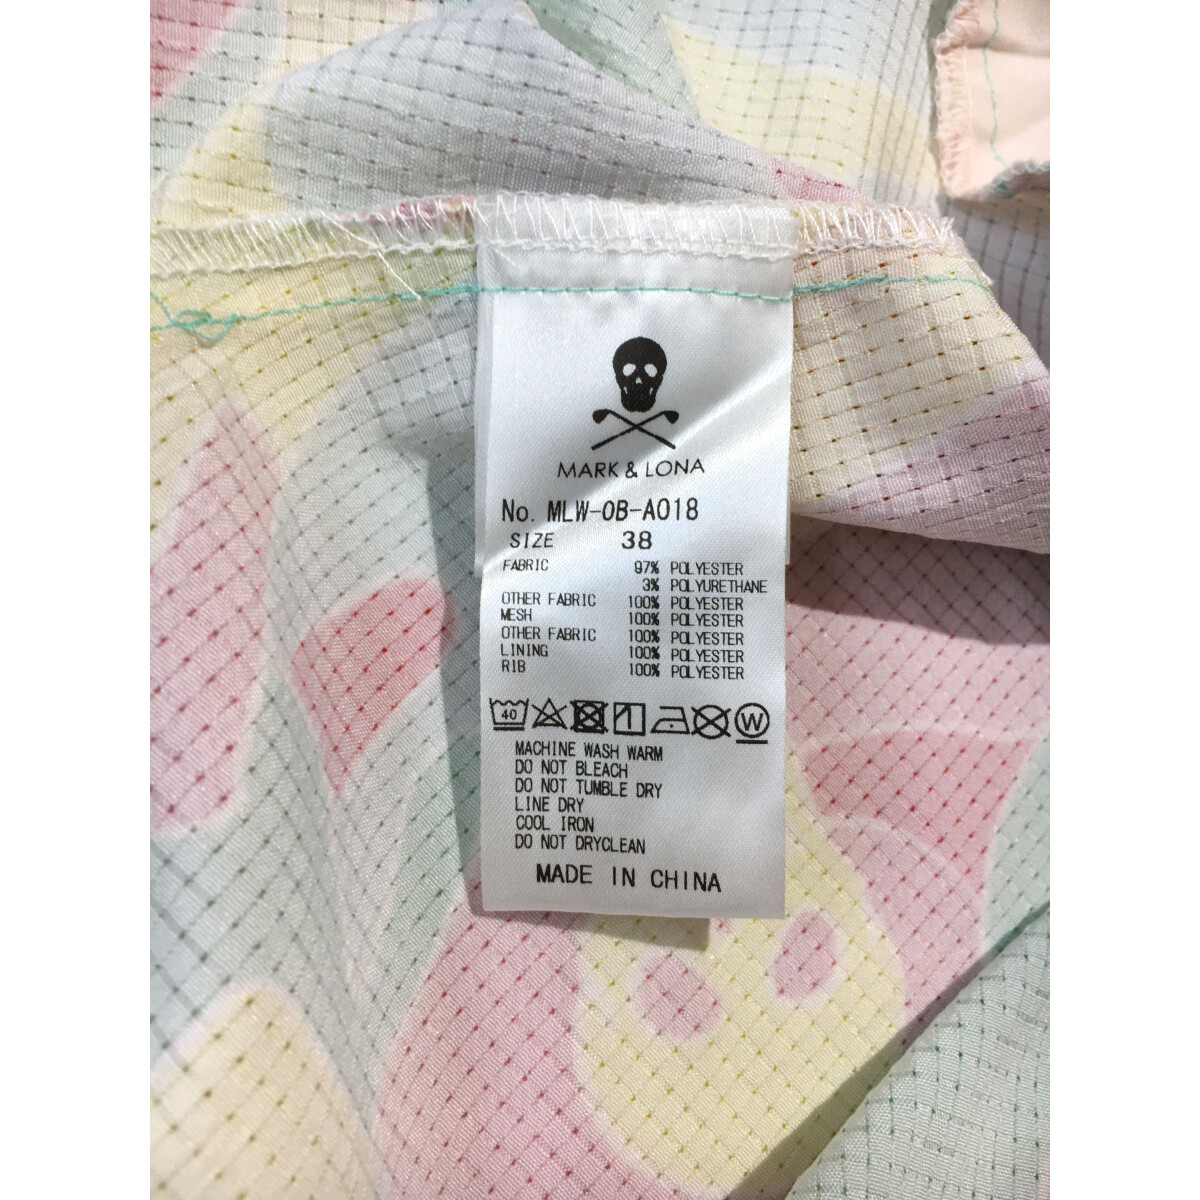 MARK & LONA
No. MLW-0B-A018
SIZE 38
FABRIC 97% POLYESTER
3% POLYURETHANE
OTHER FABRIC 100% POLYESTER
MESH 100% POLYESTER
OTHER FABRIC 100% POLYESTER
LINING 100% POLYESTER
RIB 100% POLYESTER
40 W
MACHINE WASH WARM
DO NOT BLEACH
DO NOT TUMBLE DRY
LINE DRY
COOL IRON
DO NOT DRYCLEAN
MADE IN CHINA